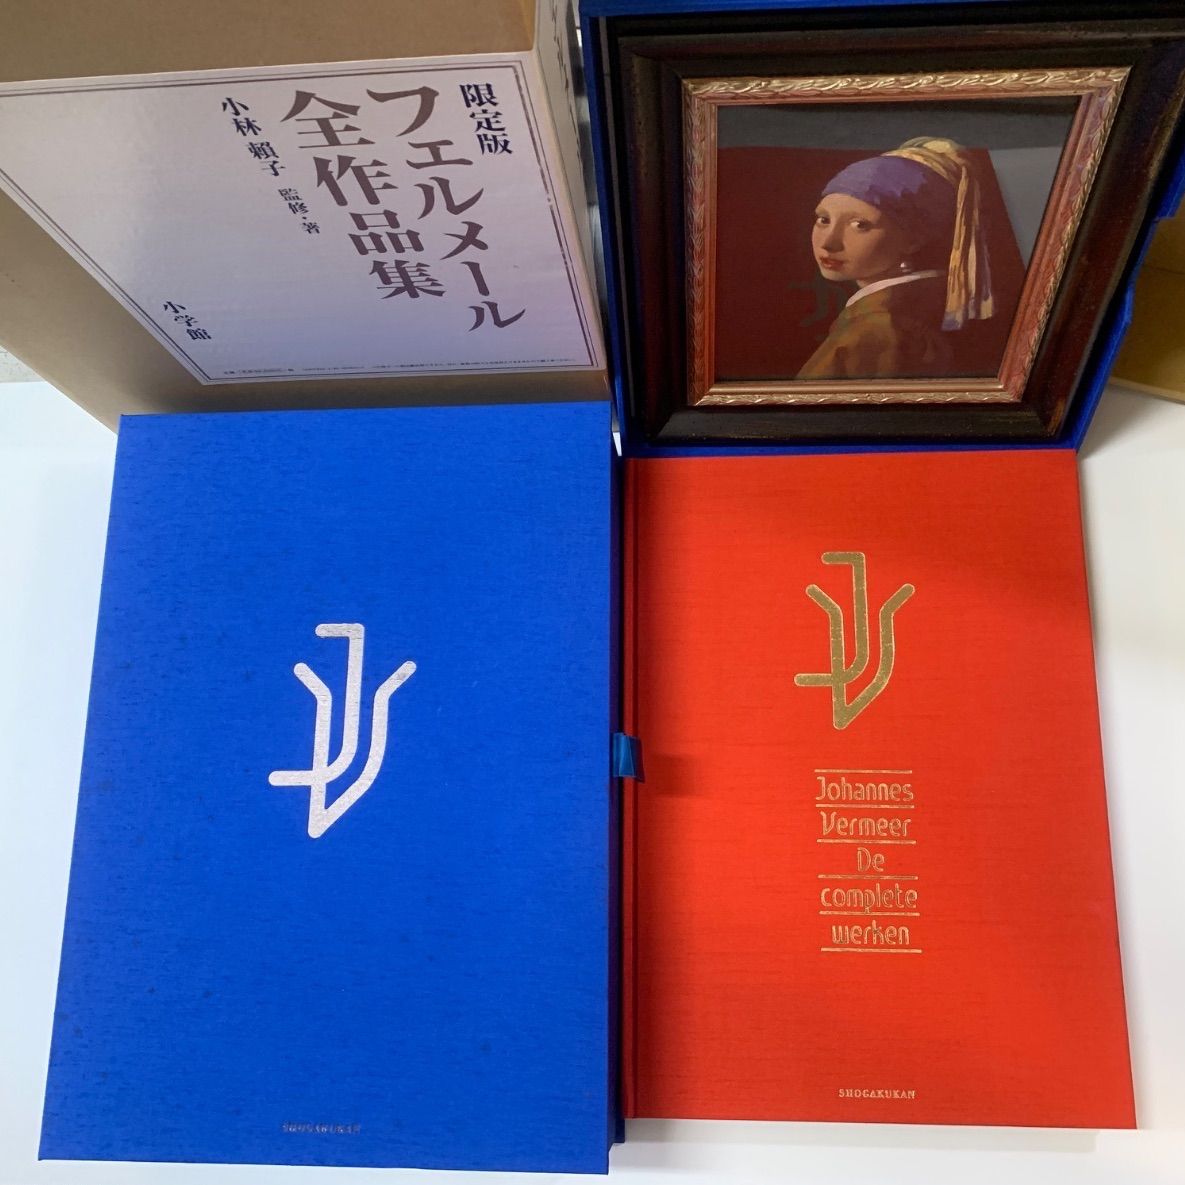 限定版
フェルメール
全作品集
小林 頼子 監修・著
小学館
Johannes
Vermeer
De
complete
werken
SHOGAKUKAN
SHOGAKUKAN